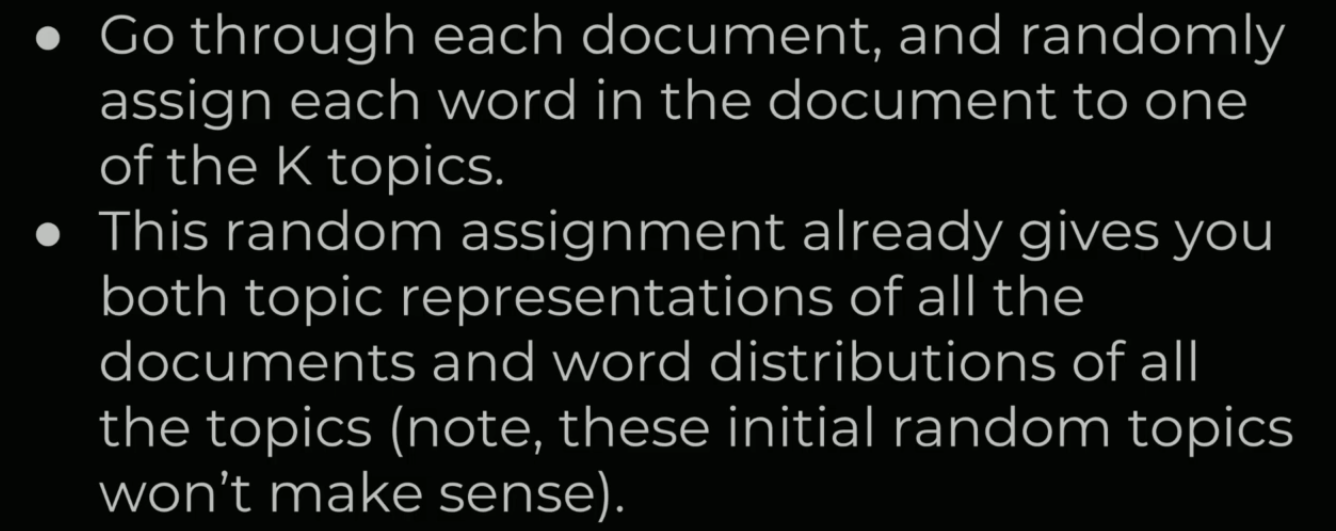 ● Go through each document, and randomly
assign each word in the document to one
of the K topics.
● This random assignment already gives you
both topic representations of all the
documents and word distributions of all
the topics (note, these initial random topics
won’t make sense).